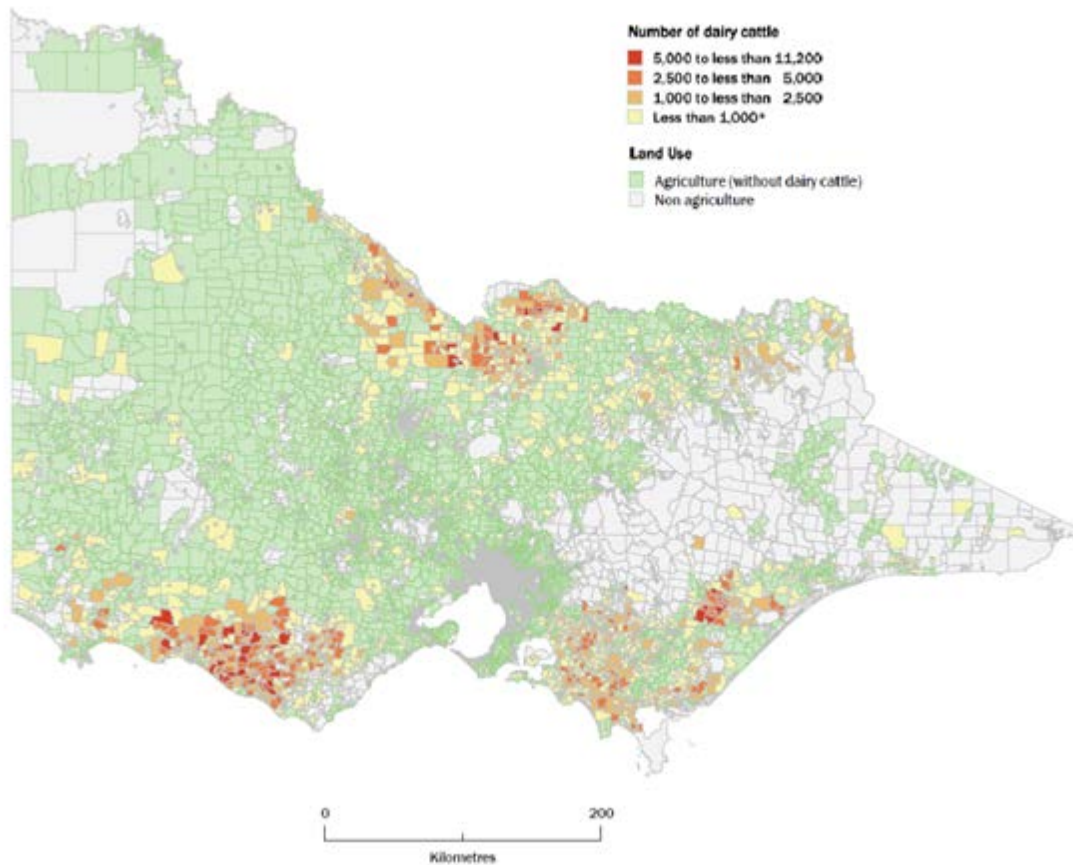 Number of dairy cattle
5,000 to less than 11,200
2,500 to less than 5,000
1,000 to less than 2,500
Less than 1,000*
Land Use
Agriculture (without dairy cattle)
Non agriculture
0 200
Kilometres